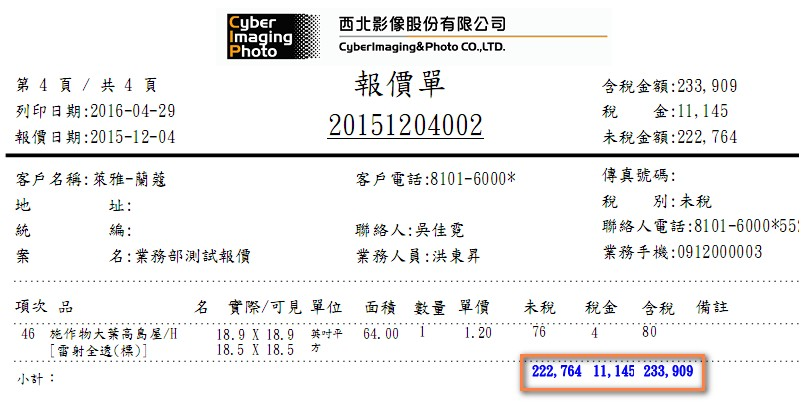 Cyber Imaging Photo
西北影像股份有限公司
CyberImaging&Photo CO.,LTD.
第 4 頁 / 共 4 頁
報價單
含稅金額:233,909
列印日期:2016-04-29
稅 金:11,145
報價日期:2015-12-04
20151204002
未稅金額:222,764
客戶名稱:萊雅-蘭蔻
客戶電話:8101-6000*
傳真號碼:
地 址:
稅 別:未稅
統 編:
聯絡人:吳佳霓
聯絡人電話:8101-6000*552
案 名:業務部測試報價
業務人員:洪東昇
業務手機:0912000003
項次 品 名 實際/可見 單位 面積 數量 單價 未稅 稅金 含稅 備註
46 施作物大葉高島屋/H 18.9 X 18.9 英吋平 64.00 1 1.20 76 4 80
[雷射全透(標)] 18.5 X 18.5 方
小計: 222,764 11,145 233,909